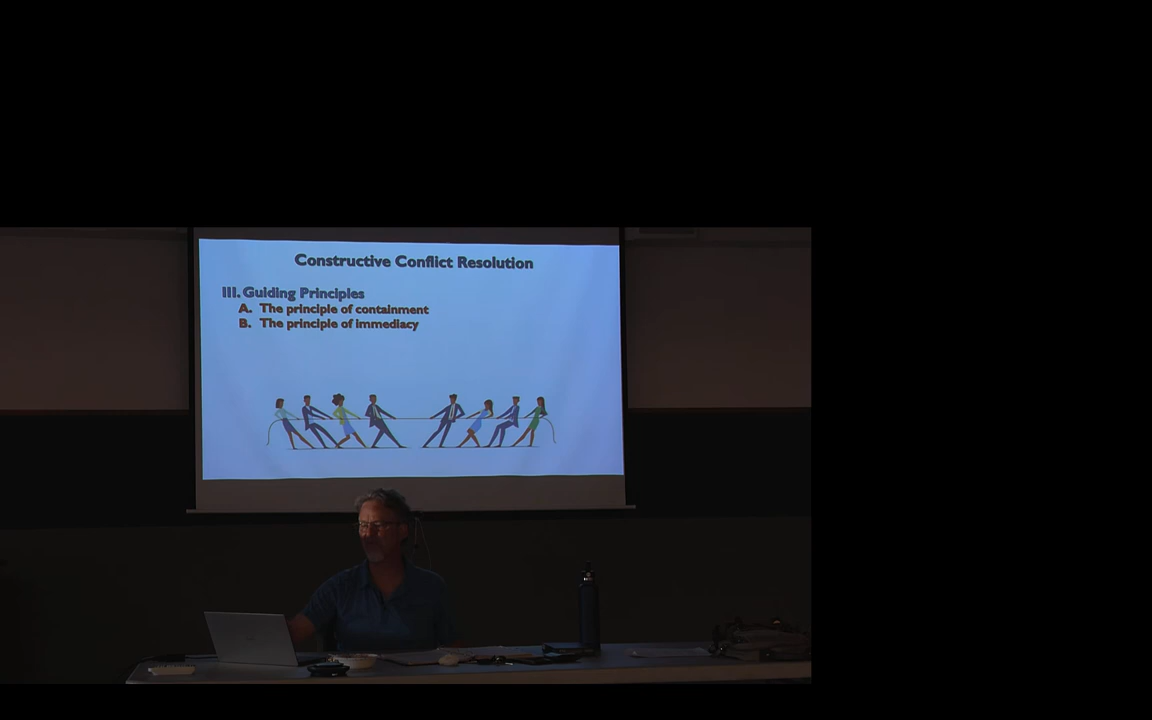 Constructive Conflict Resolution
III. Guiding Principles
A. The principle of containment
B. The principle of immediacy